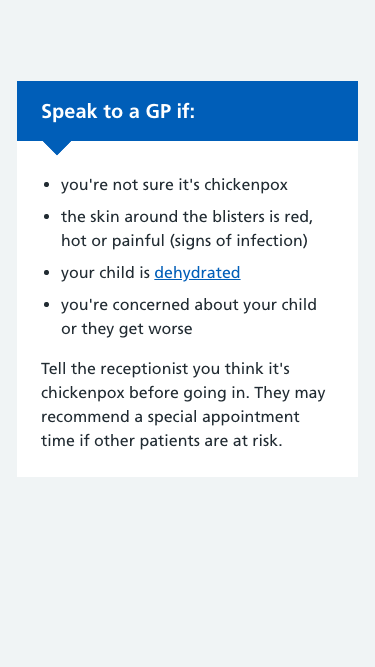 Speak to a GP if:
• you're not sure it's chickenpox
• the skin around the blisters is red,
hot or painful (signs of infection)
• your child is dehydrated
• you're concerned about your child
or they get worse
Tell the receptionist you think it's
chickenpox before going in. They may
recommend a special appointment
time if other patients are at risk.